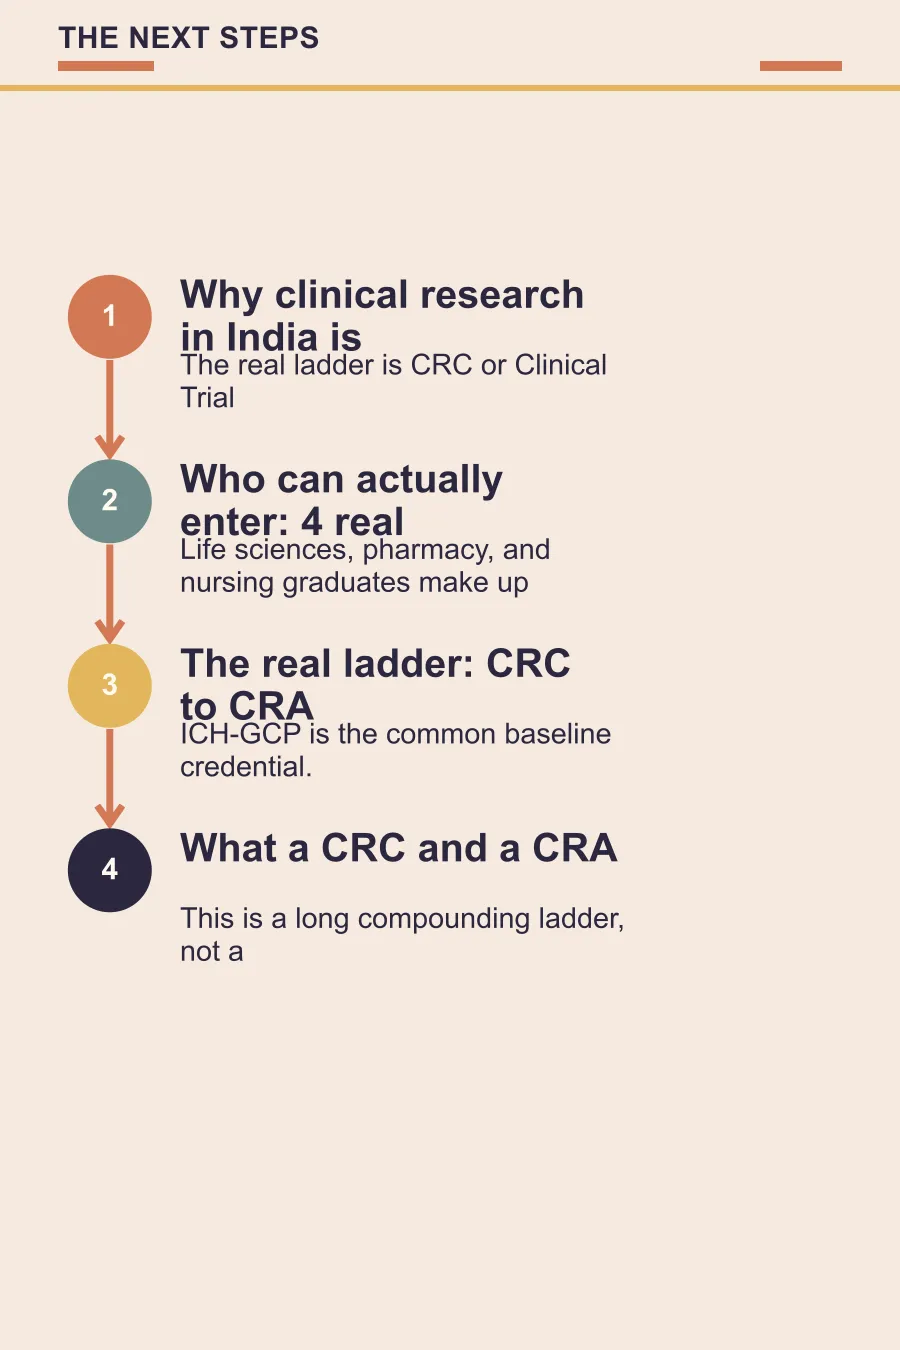 THE NEXT STEPS
1
Why clinical research
in India is
The real ladder is CRC or Clinical
Trial
2
Who can actually
enter: 4 real
Life sciences, pharmacy, and
nursing graduates make up
3
The real ladder: CRC
to CRA
ICH-GCP is the common baseline
credential.
4
What a CRC and a CRA
This is a long compounding ladder,
not a